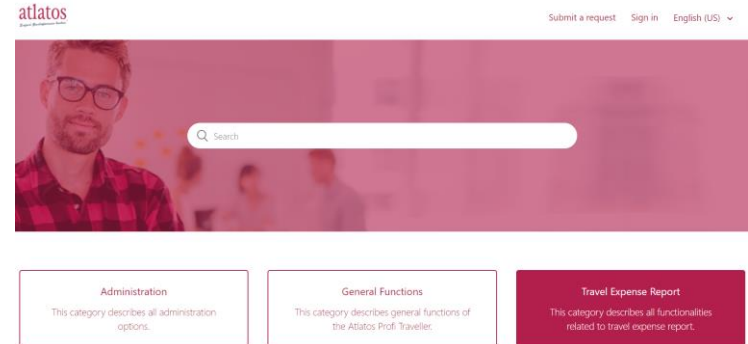 atlatos
Submit a request Sign in English (US)
Search
Administration
This category describes all administration
options.
General Functions
This category describes general functions of
the Atlatos Profi Traveller.
Travel Expense Report
This category describes all functionalities
related to travel expense report.